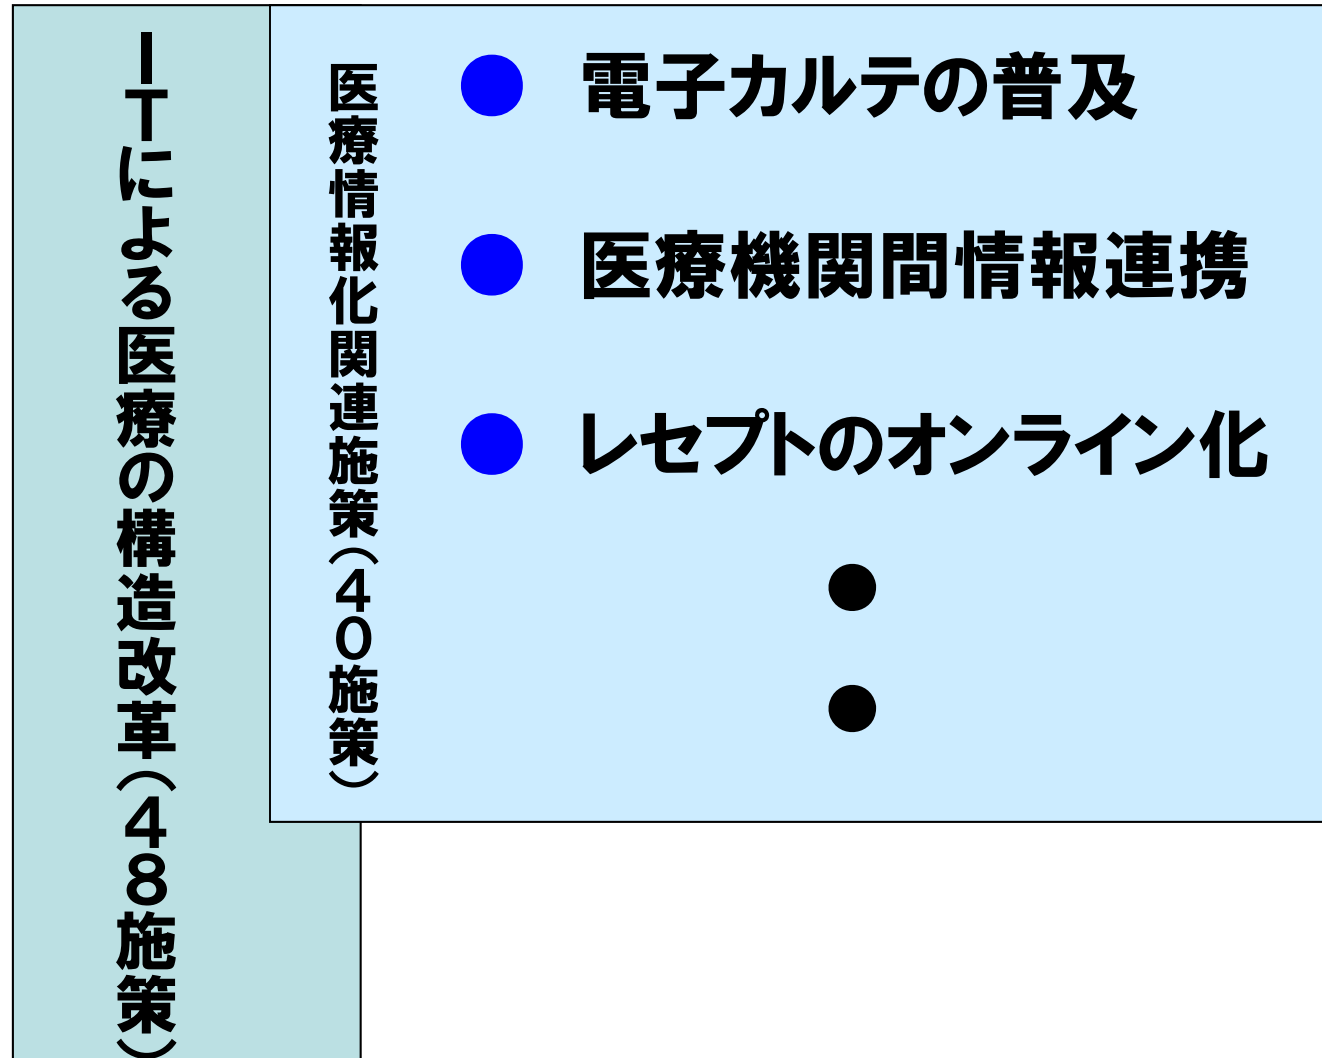 ITによる医療の構造改革（４８施策）
医療情報化関連施策（４０施策）
● 電子カルテの普及
● 医療機関間情報連携
● レセプトのオンライン化
●
●